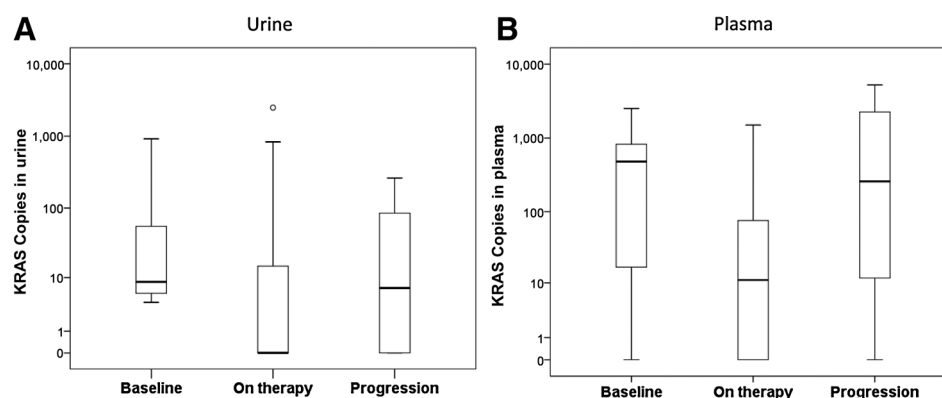 A
Urine
KRAS Copies in urine
10,000
1,000
100
10
1
0
Baseline
On therapy
Progression
B
Plasma
KRAS Copies in plasma
10,000
1,000
100
10
1
0
Baseline
On therapy
Progression